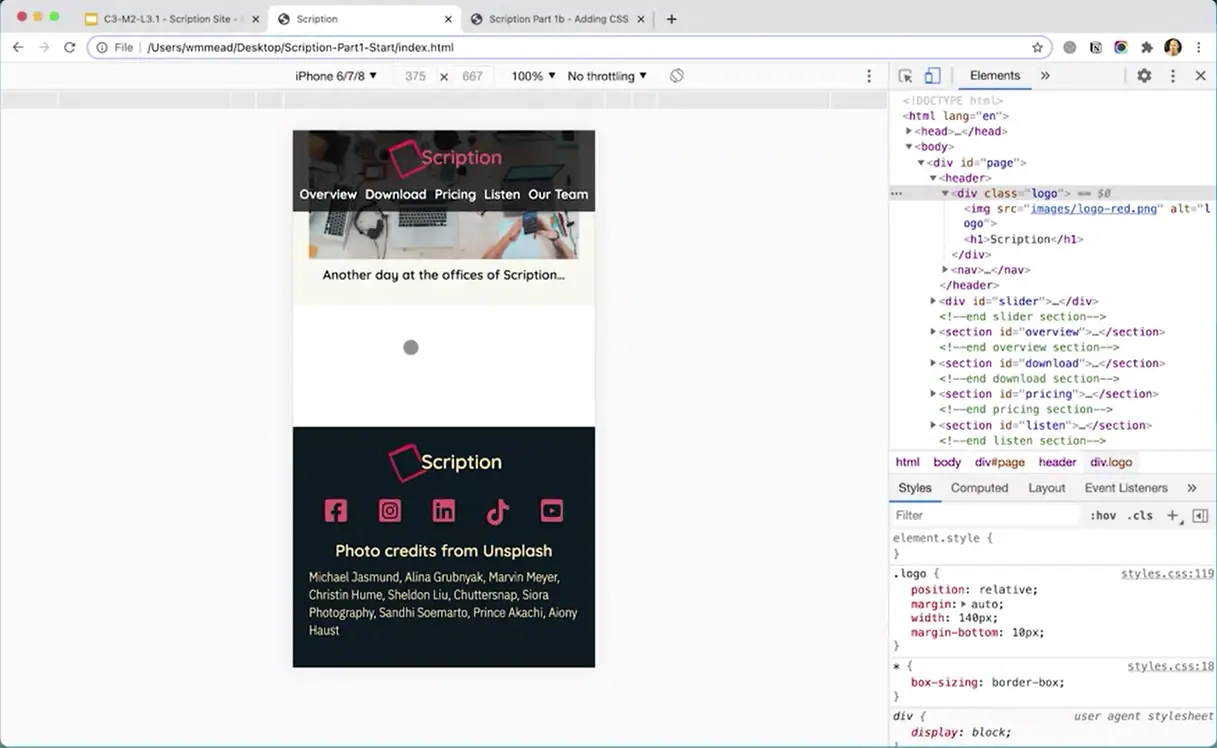 C3-M2-L3.1 - Scription Site -
Scription
Scription Part 1b - Adding CSS
File | /Users/wmmead/Desktop/Scription-Part1-Start/index.html
iPhone 6/7/8 ▼ 375 × 667 100% ▼ No throttling ▼
Elements »
Scription
Overview Download Pricing Listen Our Team
Another day at the offices of Scription...
Scription
Photo credits from Unsplash
Michael Jasmund, Alina Grubnyak, Marvin Meyer,
Christin Hume, Sheldon Liu, Chuttersnap, Siora
Photography, Sandhi Soemarto, Prince Akachi, Aiony
Haust
<!DOCTYPE html>
<html lang="en">
▶<head>…</head>
▼<body>
▼<div id="page">
▼<header>
… ▼<div class="logo"> == $0
<img src="images/logo-red.png" alt="l
ogo">
<h1>Scription</h1>
</div>
▶<nav>…</nav>
</header>
▶<div id="slider">…</div>
<!--end slider section-->
▶<section id="overview">…</section>
<!--end overview section-->
▶<section id="download">…</section>
<!--end download section-->
▶<section id="pricing">…</section>
<!--end pricing section-->
▶<section id="listen">…</section>
<!--end listen section-->
html body div#page header div.logo
Styles Computed Layout Event Listeners »
Filter :hov .cls +
element.style {
}
.logo { styles.css:119
position: relative;
margin:▶ auto;
width: 140px;
margin-bottom: 10px;
}
* { styles.css:18
box-sizing: border-box;
}
div { user agent stylesheet
display: block;